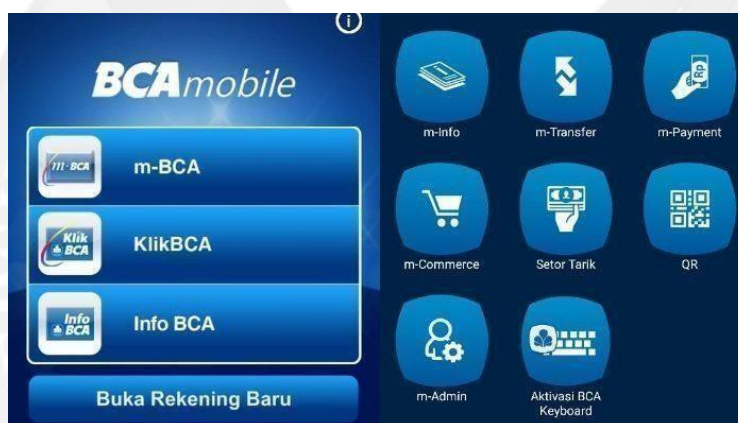 BCAmobile
m-BCA
m-BCA
Klik
BCA
KlikBCA
Info
BCA
Info BCA
Buka Rekening Baru
m-Info
m-Transfer
Rp
m-Payment
m-Commerce
Setor Tarik
QR
m-Admin
Aktivasi BCA
Keyboard